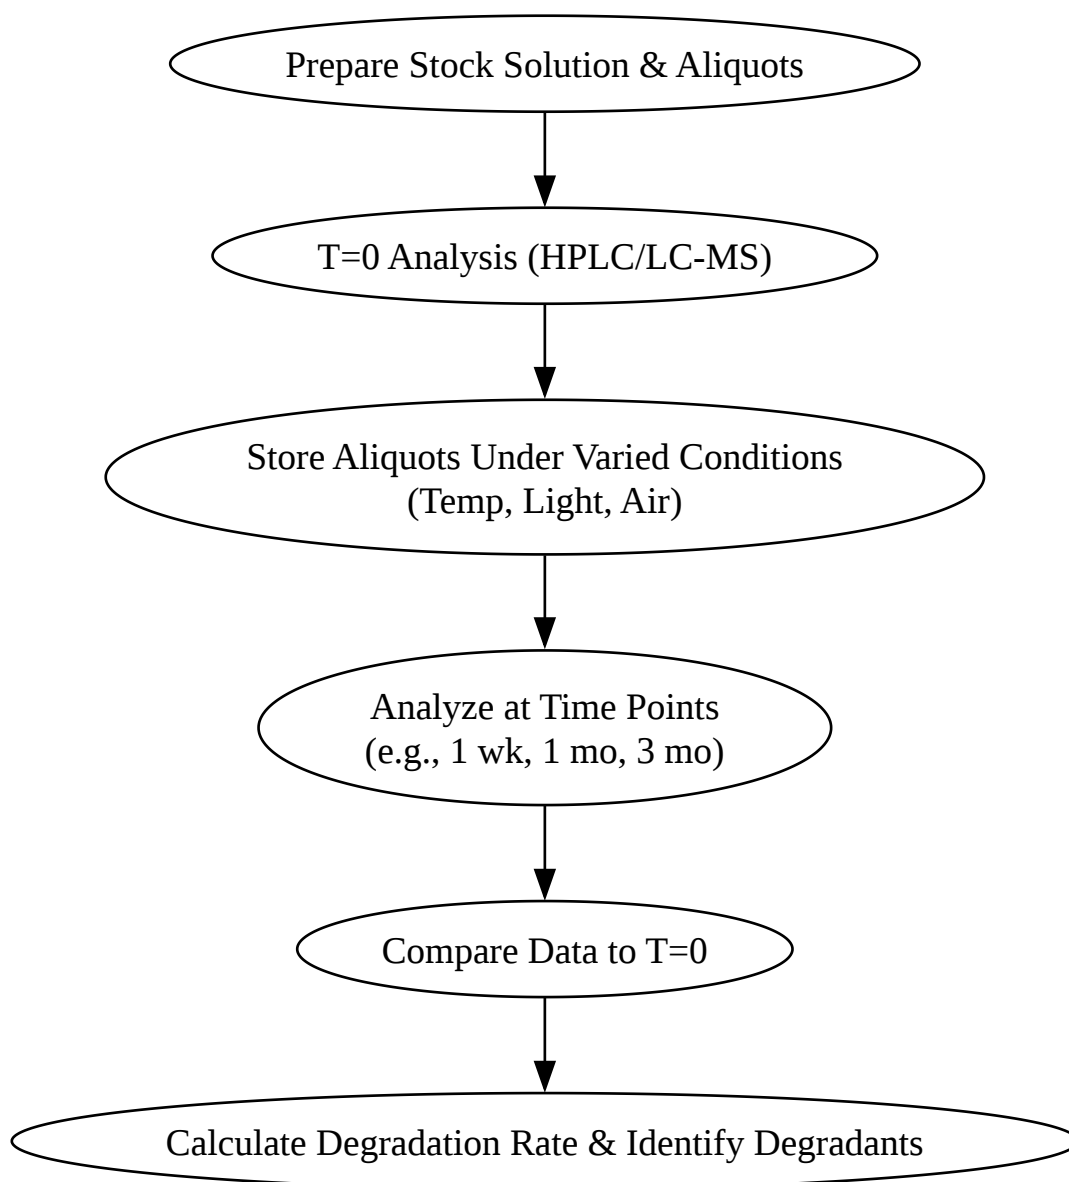 Prepare Stock Solution & Aliquots
T=0 Analysis (HPLC/LC-MS)
Store Aliquots Under Varied Conditions
(Temp, Light, Air)
Analyze at Time Points
(e.g., 1 wk, 1 mo, 3 mo)
Compare Data to T=0
Calculate Degradation Rate & Identify Degradants